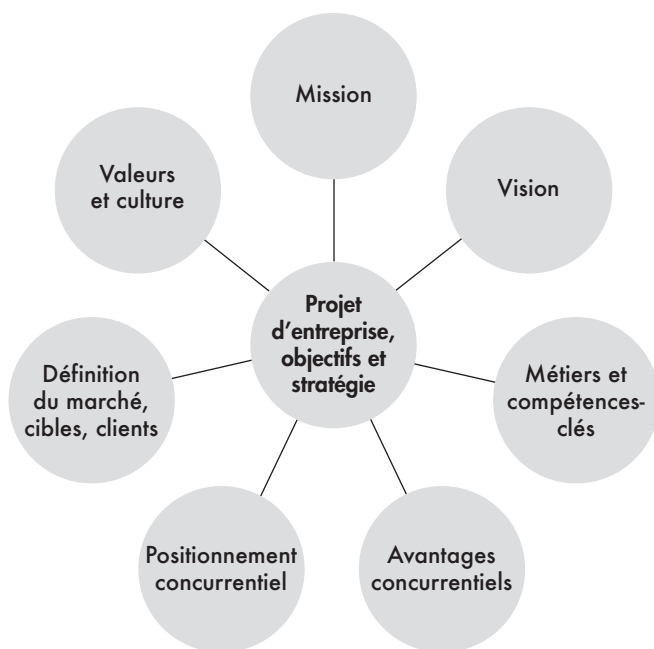 Mission
Valeurs
et culture
Vision
Projet
d'entreprise,
objectifs et
stratégie
Définition
du marché,
cibles, clients
Métiers et
compétences-
clés
Positionnement
concurrentiel
Avantages
concurrentiels